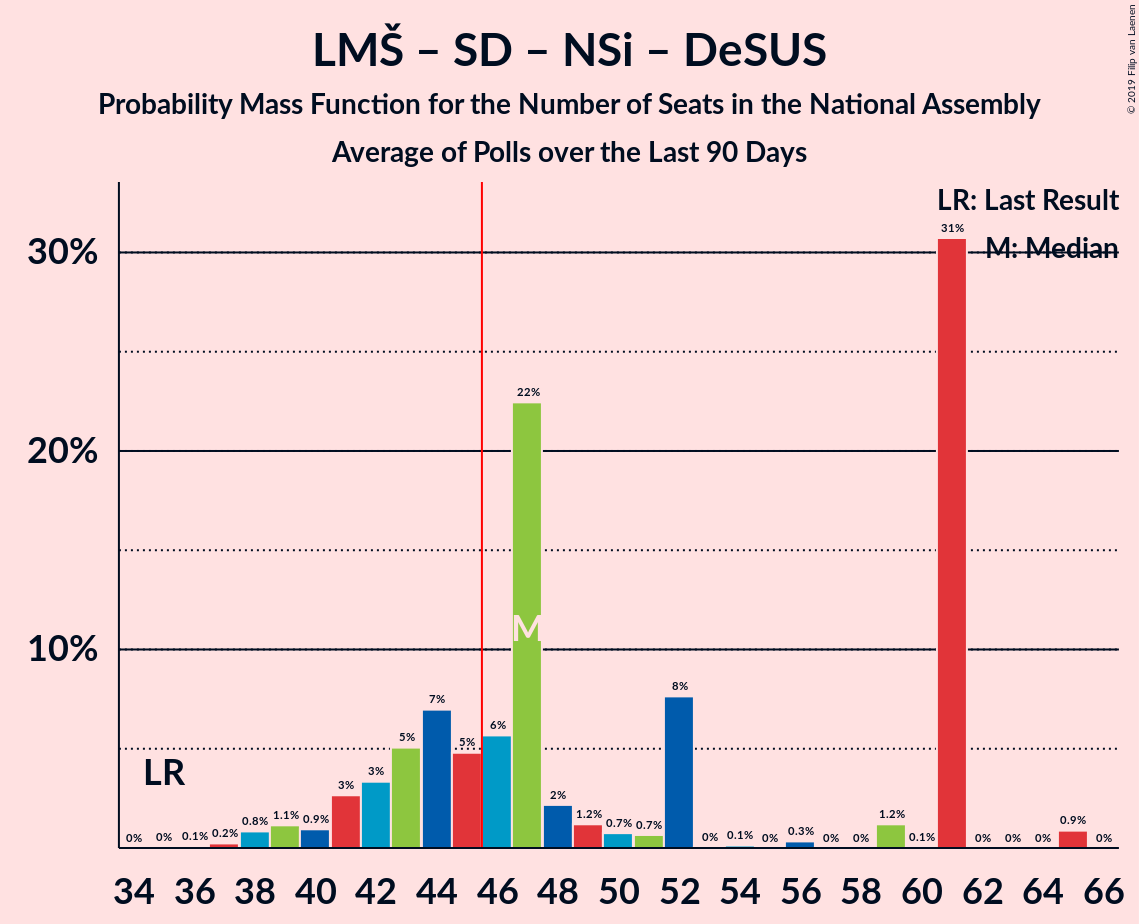 LMŠ – SD – NSi – DeSUS
Probability Mass Function for the Number of Seats in the National Assembly
Average of Polls over the Last 90 Days
© 2019 Filip van Laenen
LR: Last Result
M: Median
30%
20%
10%
LR
M
0% 0% 0.1% 0.2% 0.8% 1.1% 0.9% 3% 3% 5% 7% 5% 6% 22% 2% 1.2% 0.7% 0.7% 8% 0% 0.1% 0% 0.3% 0% 0% 1.2% 0.1% 31% 0% 0% 0% 0.9% 0%
34 36 38 40 42 44 46 48 50 52 54 56 58 60 62 64 66